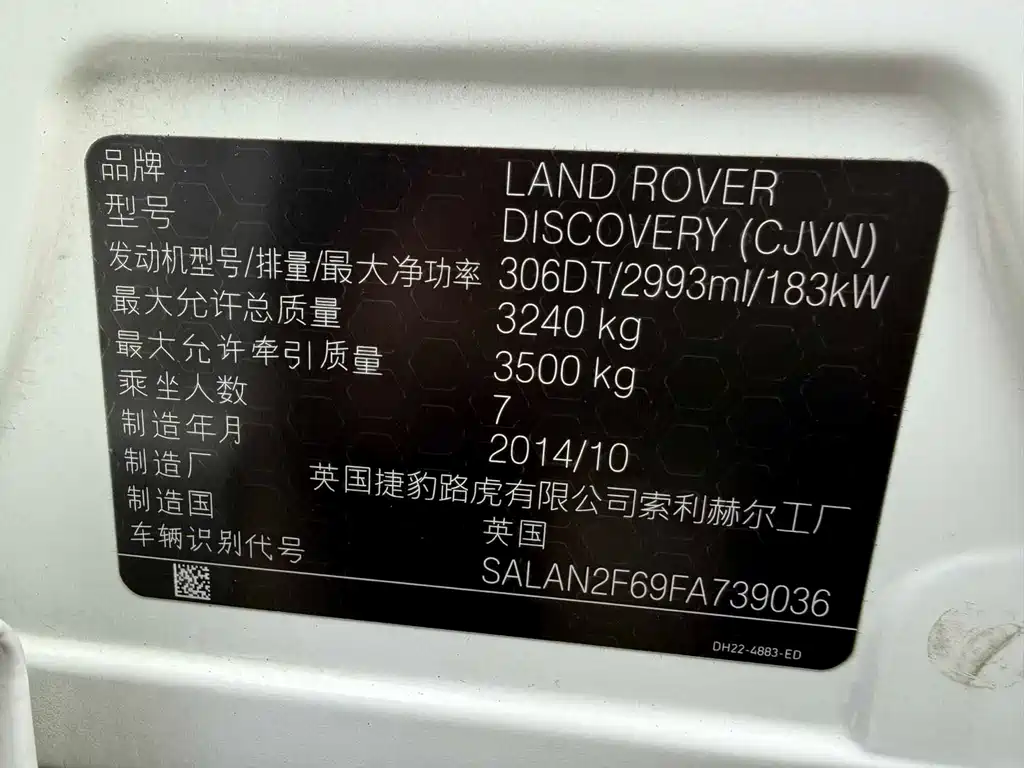 品牌 LAND ROVER
型号 DISCOVERY (CJVN)
发动机型号/排量/最大净功率 306DT/2993ml/183kW
最大允许总质量 3240 kg
最大允许牵引质量 3500 kg
乘坐人数 7
制造年月 2014/10
制造厂 英国捷豹路虎有限公司索利赫尔工厂
制造国 英国
车辆识别代号 SALAN2F69FA739036
DH22-4883-ED